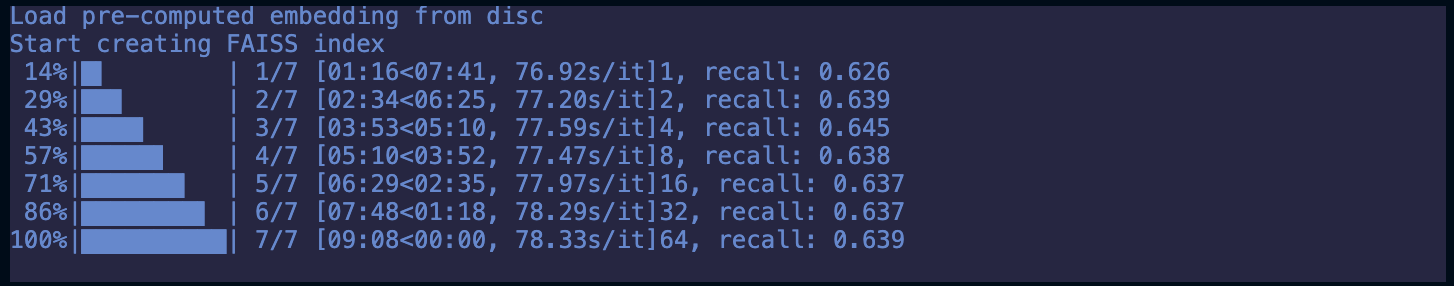 Load pre-computed embedding from disc
Start creating FAISS index
14%|█         | 1/7 [01:16<07:41, 76.92s/it]1, recall: 0.626
29%|██        | 2/7 [02:34<06:25, 77.20s/it]2, recall: 0.639
43%|████      | 3/7 [03:53<05:10, 77.59s/it]4, recall: 0.645
57%|█████     | 4/7 [05:10<03:52, 77.47s/it]8, recall: 0.638
71%|███████   | 5/7 [06:29<02:35, 77.97s/it]16, recall: 0.637
86%|████████  | 6/7 [07:48<01:18, 78.29s/it]32, recall: 0.637
100%|██████████| 7/7 [09:08<00:00, 78.33s/it]64, recall: 0.639